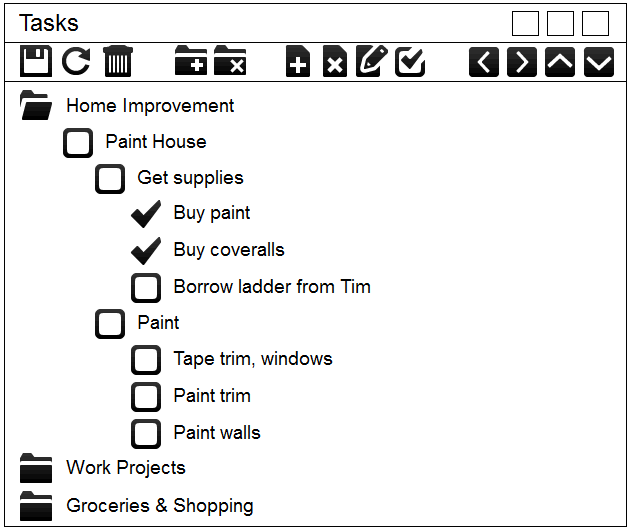 Tasks
Home Improvement
Paint House
Get supplies
Buy paint
Buy coveralls
Borrow ladder from Tim
Paint
Tape trim, windows
Paint trim
Paint walls
Work Projects
Groceries & Shopping